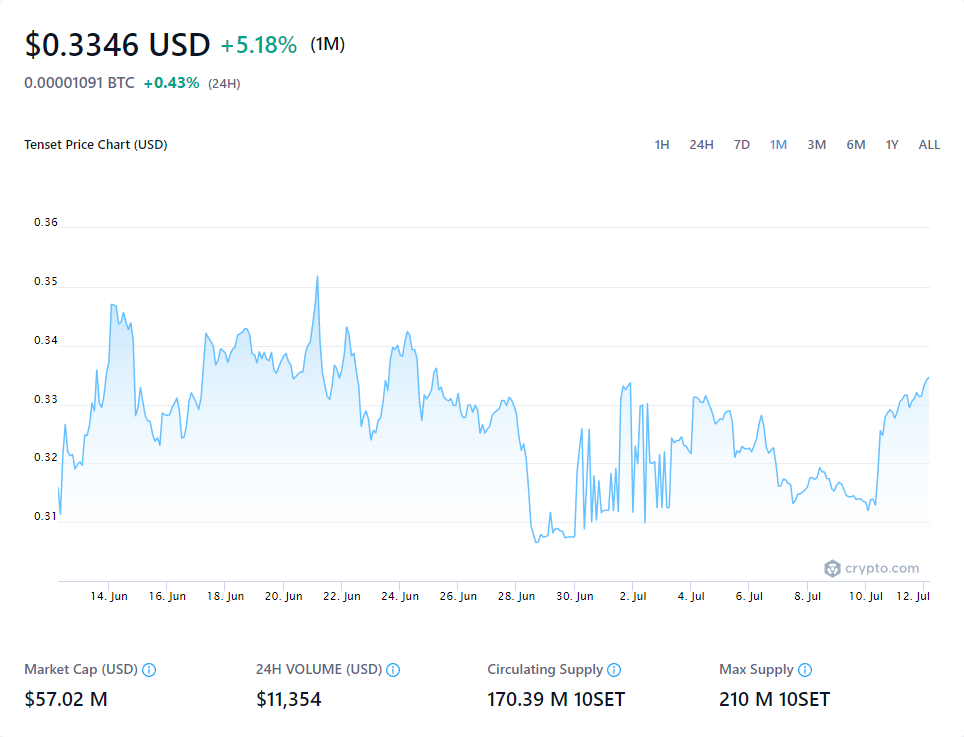 $0.3346 USD +5.18% (1M)
0.00001091 BTC +0.43% (24H)
Tenset Price Chart (USD) 1H 24H 7D 1M 3M 6M 1Y ALL
0.36
0.35
0.34
0.33
0.32
0.31
crypto.com
14. Jun 16. Jun 18. Jun 20. Jun 22. Jun 24. Jun 26. Jun 28. Jun 30. Jun 2. Jul 4. Jul 6. Jul 8. Jul 10. Jul 12. Jul
Market Cap (USD) 24H VOLUME (USD) Circulating Supply Max Supply
$57.02 M $11,354 170.39 M 10SET 210 M 10SET